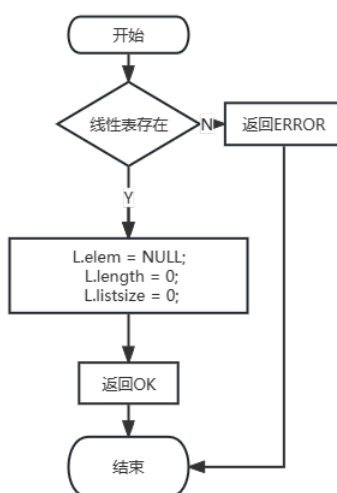 开始
线性表存在
N
返回ERROR
Y
L.elem = NULL;
L.length = 0;
L.listsize = 0;
返回OK
结束